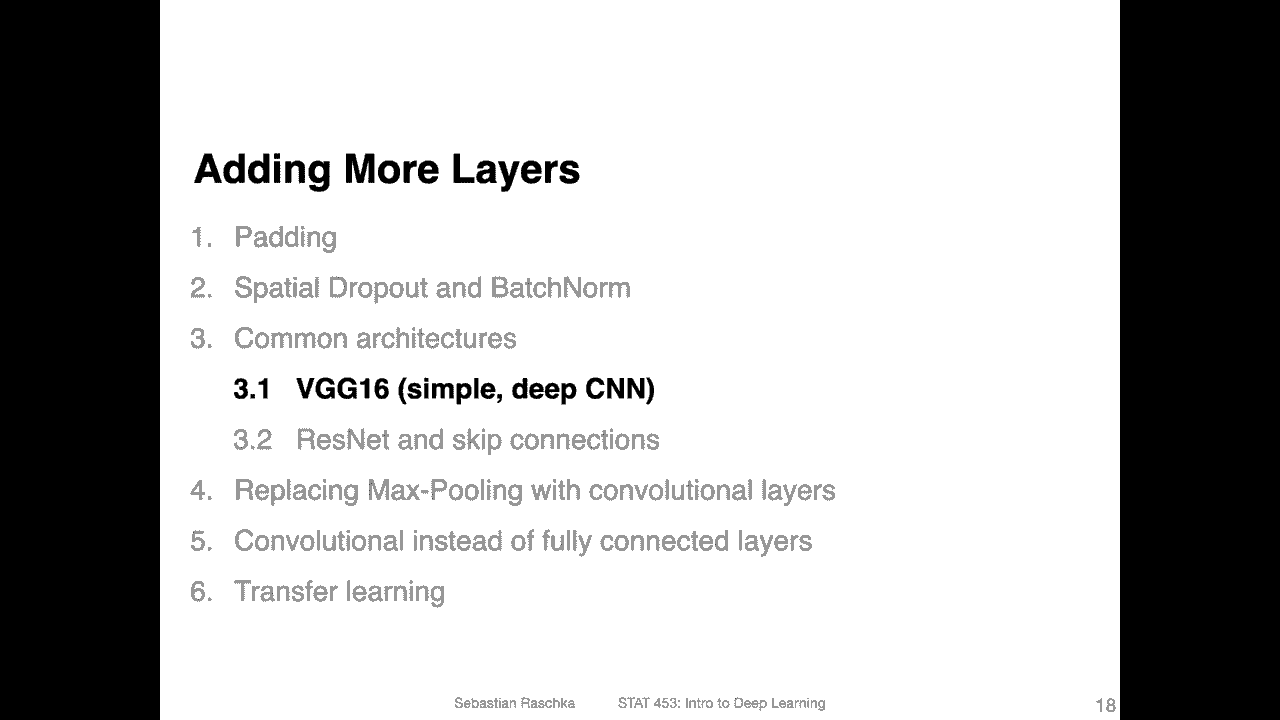 Adding More Layers
1. Padding
2. Spatial Dropout and BatchNorm
3. Common architectures
3.1 VGG16 (simple, deep CNN)
3.2 ResNet and skip connections
4. Replacing Max-Pooling with convolutional layers
5. Convolutional instead of fully connected layers
6. Transfer learning
Sebastian Raschka STAT 453: Intro to Deep Learning 18